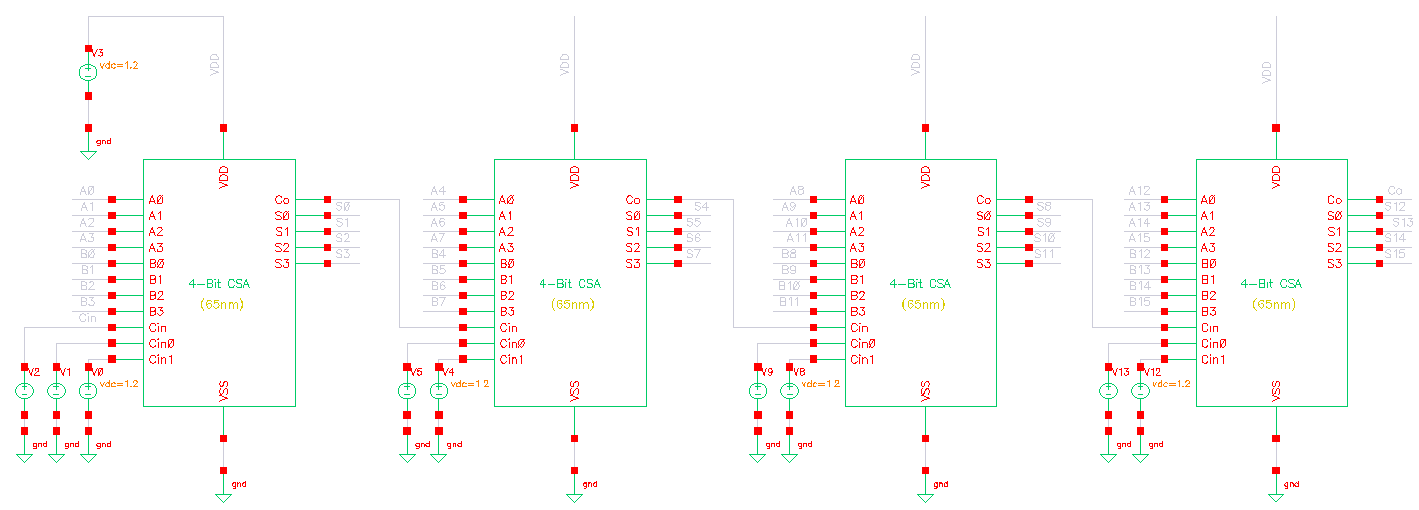 V3
vdc=1.2
gnd
VDD
VDD
A0
A1
A2
A3
B0
B1
B2
B3
Cin
A0
A1
A2
A3
B0
B1
B2
B3
Cin
Cin0
Cin1
4-Bit CSA
(65nm)
Co
S0
S1
S2
S3
S0
S1
S2
S3
VSS
gnd
V2
V1
V0
vdc=1.2
gnd
gnd
gnd
VDD
VDD
A4
A5
A6
A7
B4
B5
B6
B7
A0
A1
A2
A3
B0
B1
B2
B3
Cin
Cin0
Cin1
4-Bit CSA
(65nm)
Co
S0
S1
S2
S3
S4
S5
S6
S7
VSS
gnd
V5
V4
vdc=1.2
gnd
gnd
VDD
VDD
A8
A9
A10
A11
B8
B9
B10
B11
A0
A1
A2
A3
B0
B1
B2
B3
Cin
Cin0
Cin1
4-Bit CSA
(65nm)
Co
S0
S1
S2
S3
S8
S9
S10
S11
VSS
gnd
V9
V8
vdc=1.2
gnd
gnd
VDD
VDD
A12
A13
A14
A15
B12
B13
B14
B15
A0
A1
A2
A3
B0
B1
B2
B3
Cin
Cin0
Cin1
4-Bit CSA
(65nm)
Co
S0
S1
S2
S3
Co
S12
S13
S14
S15
VSS
gnd
V13
V12
vdc=1.2
gnd
gnd